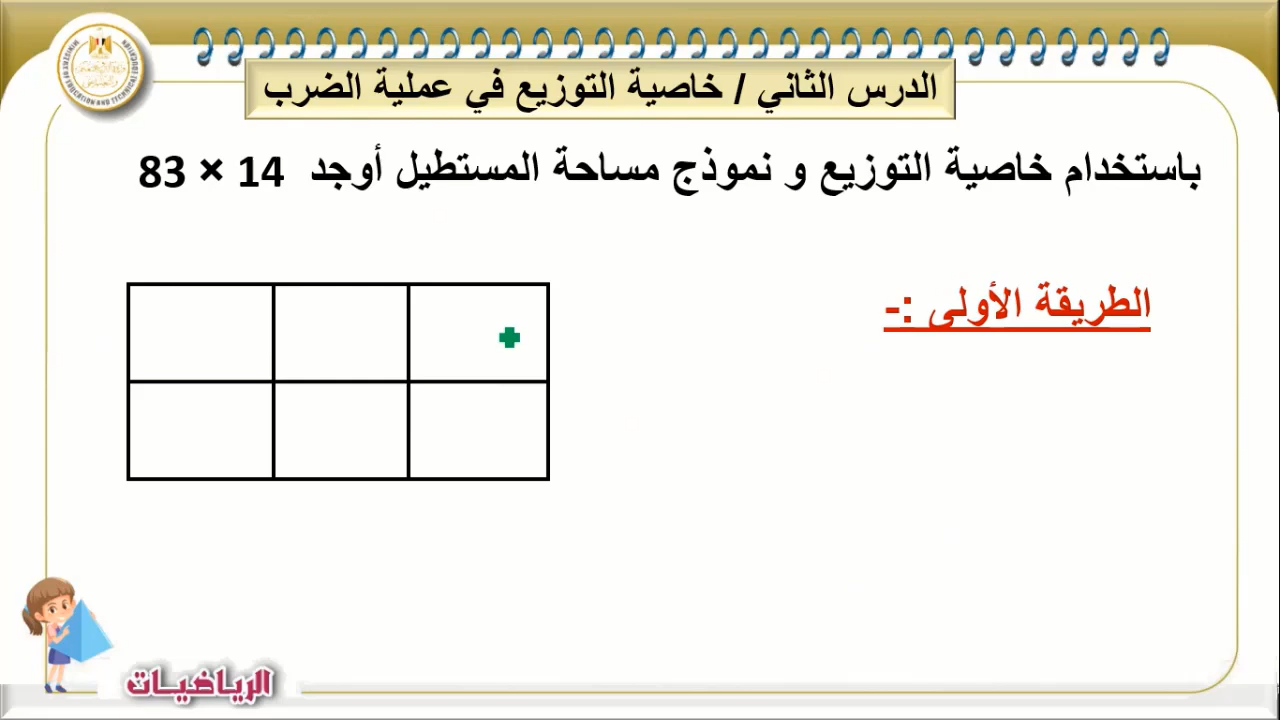 الدرس الثاني / خاصية التوزيع في عملية الضرب
باستخدام خاصية التوزيع و نموذج مساحة المستطيل أوجد 14 × 83
الطريقة الأولى :-
الرياضيات